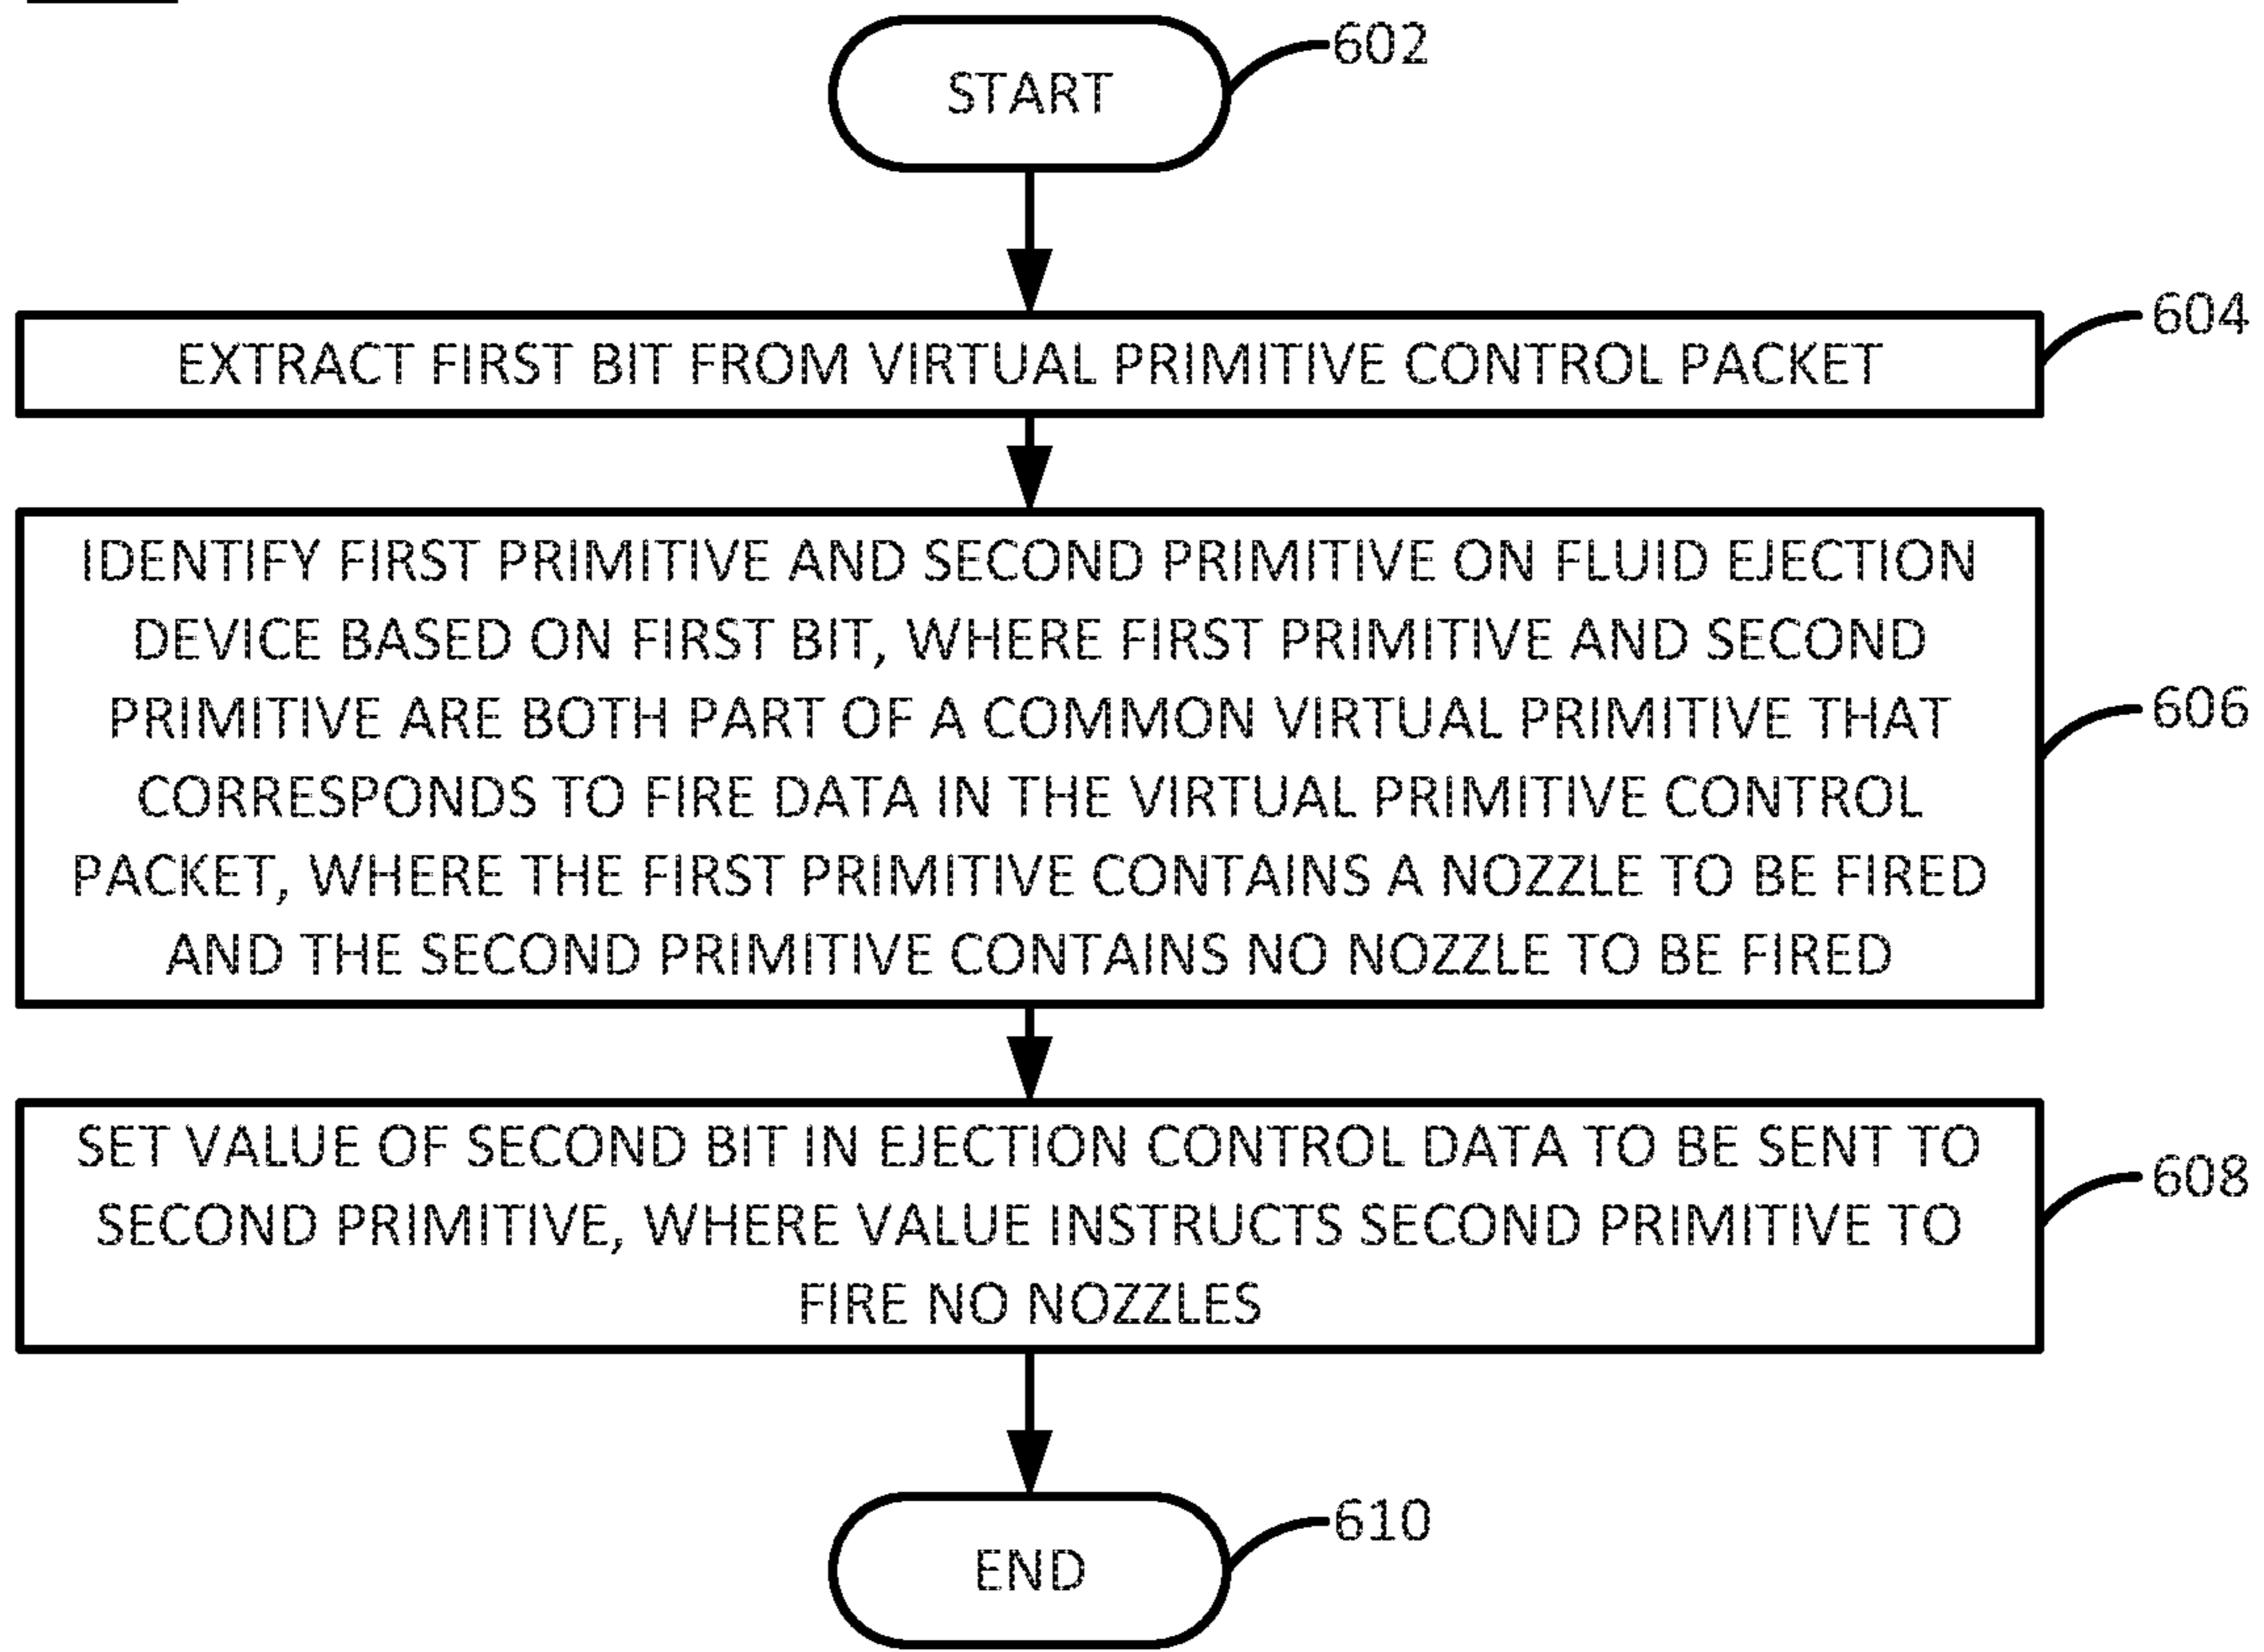 START
602
EXTRACT FIRST BIT FROM VIRTUAL PRIMITIVE CONTROL PACKET
604
IDENTIFY FIRST PRIMITIVE AND SECOND PRIMITIVE ON FLUID EJECTION
DEVICE BASED ON FIRST BIT, WHERE FIRST PRIMITIVE AND SECOND
PRIMITIVE ARE BOTH PART OF A COMMON VIRTUAL PRIMITIVE THAT
CORRESPONDS TO FIRE DATA IN THE VIRTUAL PRIMITIVE CONTROL
PACKET, WHERE THE FIRST PRIMITIVE CONTAINS A NOZZLE TO BE FIRED
AND THE SECOND PRIMITIVE CONTAINS NO NOZZLE TO BE FIRED
606
SET VALUE OF SECOND BIT IN EJECTION CONTROL DATA TO BE SENT TO
SECOND PRIMITIVE, WHERE VALUE INSTRUCTS SECOND PRIMITIVE TO
FIRE NO NOZZLES
608
END
610